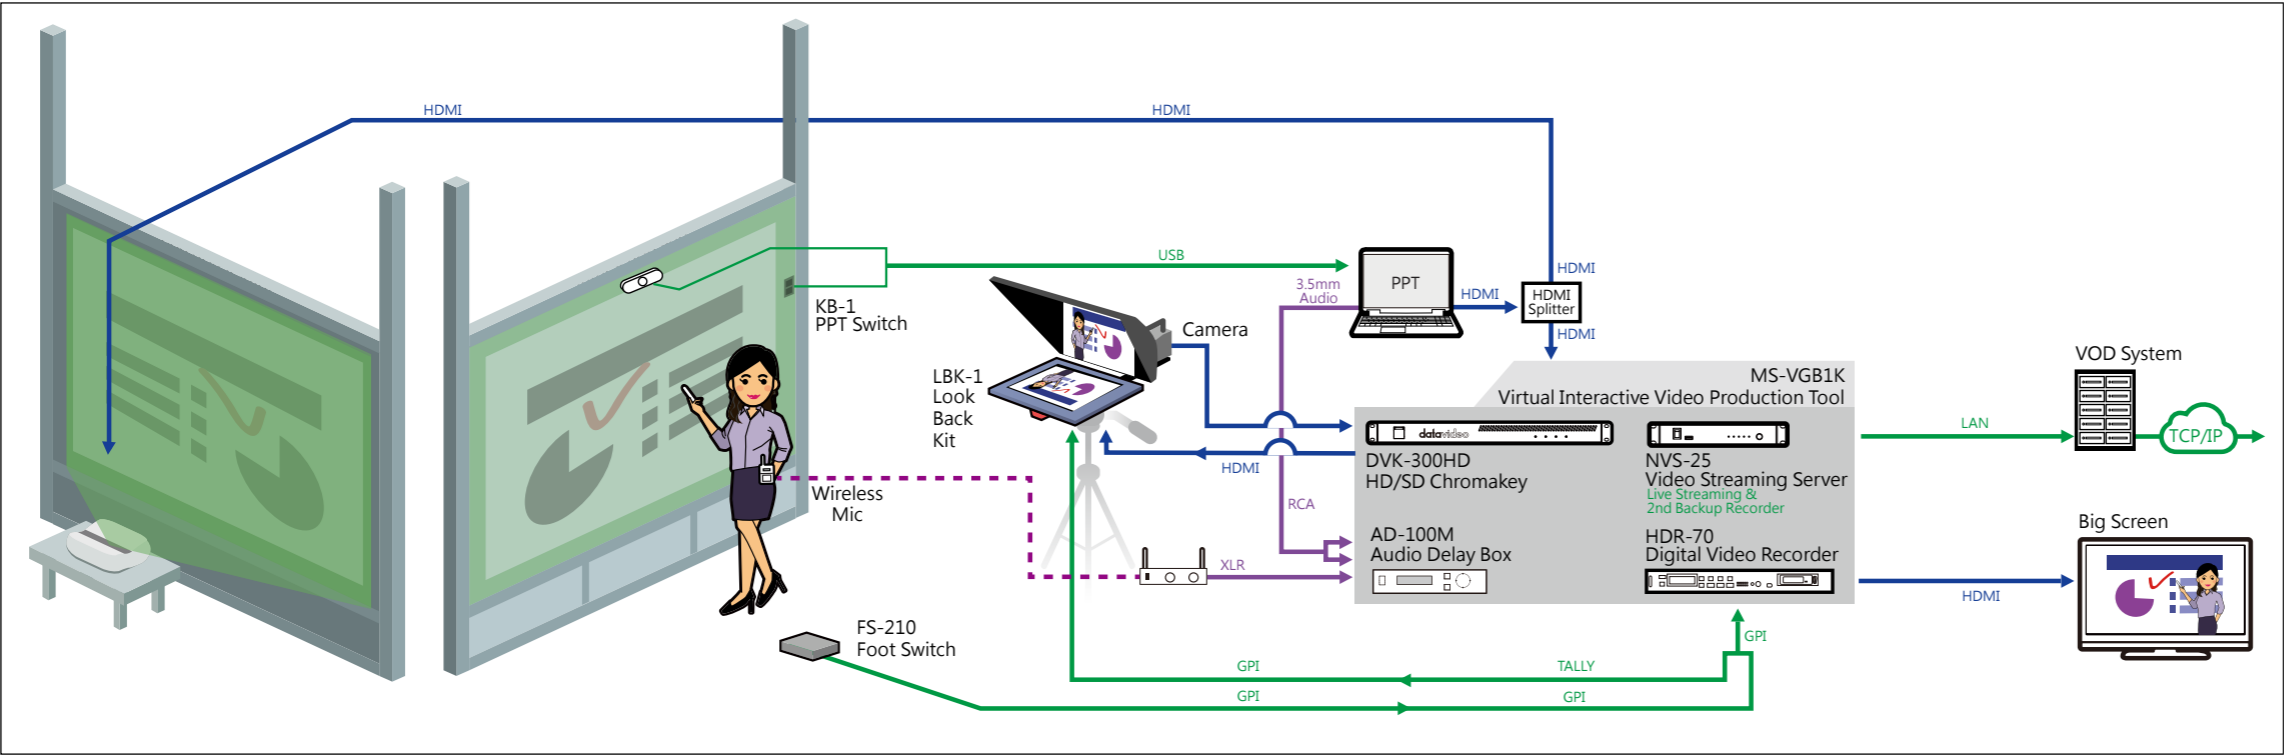 HDMI
HDMI
USB
KB-1
PPT Switch
3.5mm
Audio
PPT
HDMI
HDMI
HDMI
Splitter
HDMI
Camera
LBK-1
Look
Back
Kit
MS-VGB1K
Virtual Interactive Video Production Tool
datavideo
DVK-300HD
HD/SD Chromakey
NVS-25
Video Streaming Server
Live Streaming &
2nd Backup Recorder
HDMI
RCA
AD-100M
Audio Delay Box
HDR-70
Digital Video Recorder
Wireless
Mic
XLR
VOD System
LAN
TCP/IP
Big Screen
HDMI
FS-210
Foot Switch
GPI
GPI
TALLY
GPI
GPI